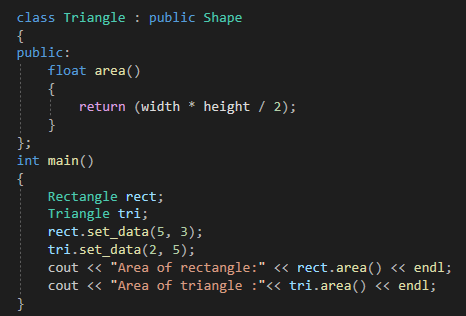 class Triangle : public Shape
{
public:
    float area()
    {
        return (width * height / 2);
    }
};
int main()
{
    Rectangle rect;
    Triangle tri;
    rect.set_data(5, 3);
    tri.set_data(2, 5);
    cout << "Area of rectangle:" << rect.area() << endl;
    cout << "Area of triangle :"<< tri.area() << endl;
}